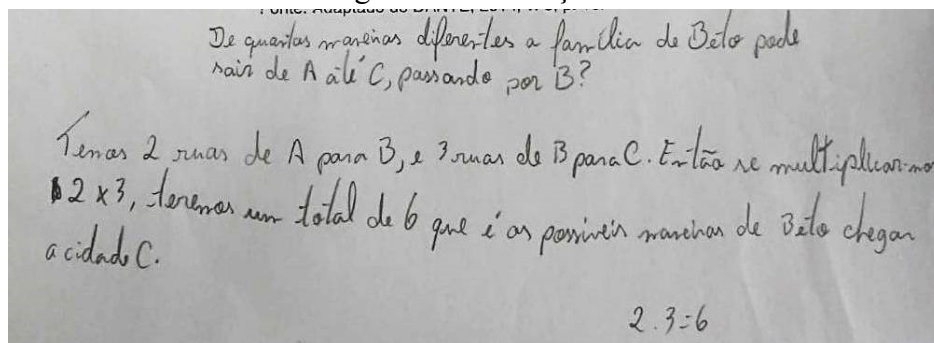 De quantas maneiras diferentes a família de Beto pode
sair de A até C, passando por B?
Temos 2 ruas de A para B, e 3 ruas de B para C. Então se multiplicarmo
2 x 3, teremos um total de 6 que é as possíveis maneiras de Beto chegar
a cidade C.
2 . 3 = 6